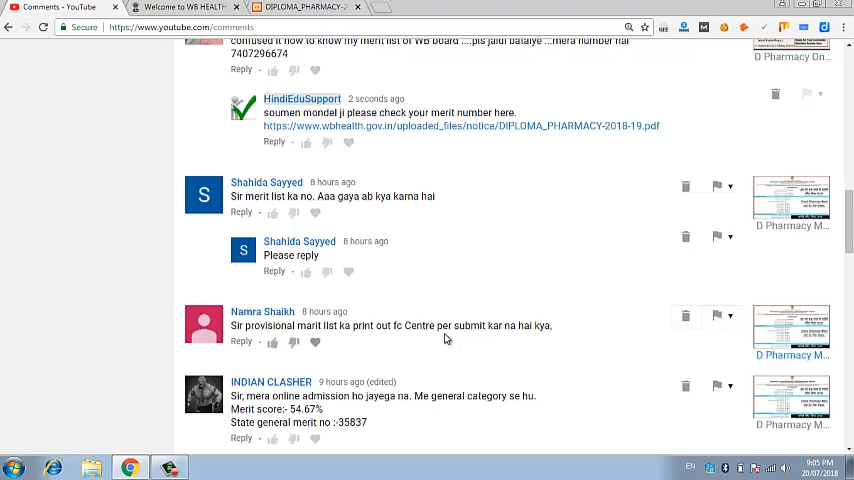 Comments - YouTube
Welcome to WB HEALTH
DIPLOMA_PHARMACY-2
Secure
https://www.youtube.com/comments
confused it how to know my merit list of WB board ....pls jaldi bataiye ...mera number hai
7407296674
Reply
D Pharmacy On...
HindiEduSupport 2 seconds ago
soumen mondel ji please check your merit number here.
https://www.wbhealth.gov.in/uploaded_files/notice/DIPLOMA_PHARMACY-2018-19.pdf
Reply
S
Shahida Sayyed 8 hours ago
Sir merit list ka no. Aaa gaya ab kya karna hai
Reply
D Pharmacy M...
S
Shahida Sayyed 8 hours ago
Please reply
Reply
Namra Shaikh 8 hours ago
Sir provisional marit list ka print out fc Centre per submit kar na hai kya,
Reply
D Pharmacy M...
INDIAN CLASHER 9 hours ago (edited)
Sir, mera online admission ho jayega na. Me general category se hu.
Merit score:- 54.67%
State general merit no :-35837
Reply
D Pharmacy M...
EN
9:05 PM
20/07/2018